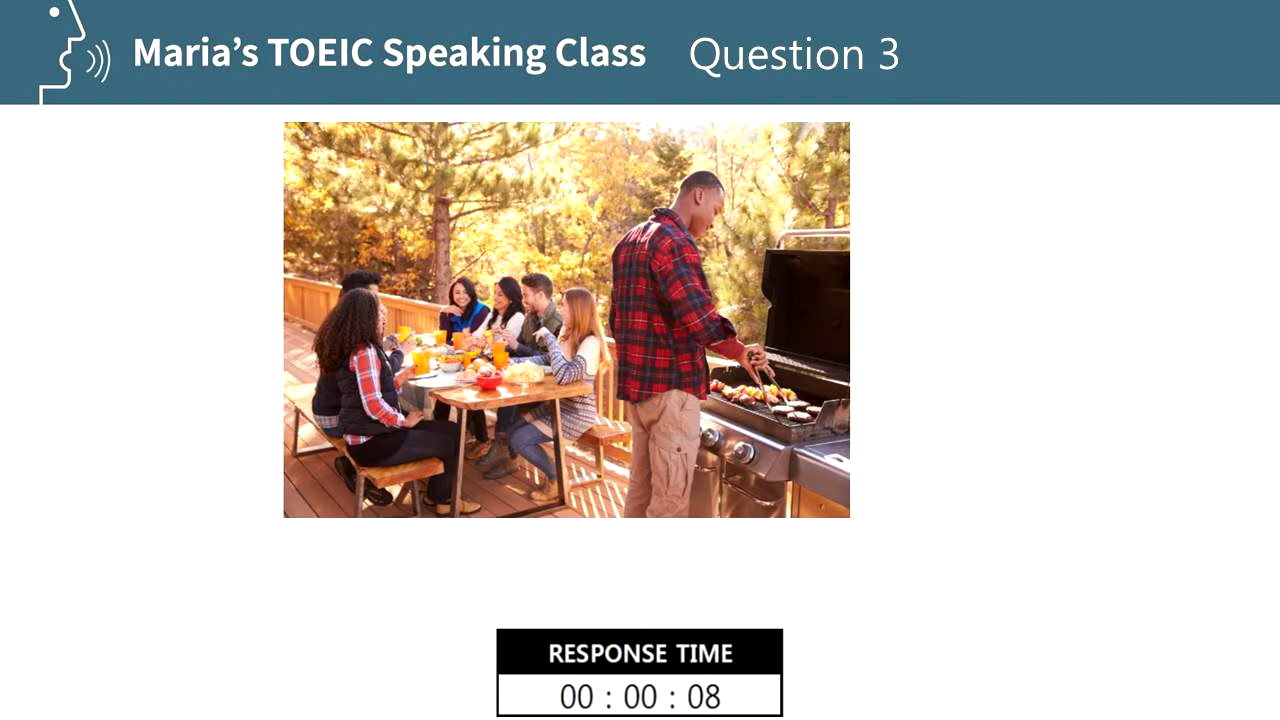 Maria's TOEIC Speaking Class Question 3
RESPONSE TIME
00 : 00 : 08